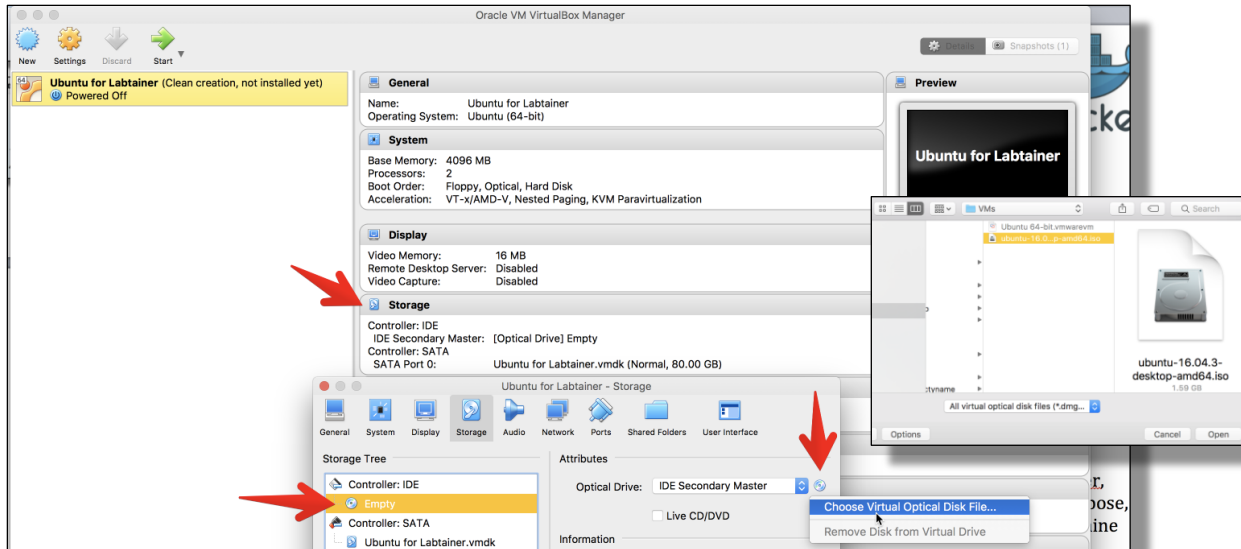 Oracle VM VirtualBox Manager
New
Settings
Discard
Start
Details
Snapshots (1)
64
Ubuntu for Labtainer (Clean creation, not installed yet)
Powered Off
General
Name: Ubuntu for Labtainer
Operating System: Ubuntu (64-bit)
System
Base Memory: 4096 MB
Processors: 2
Boot Order: Floppy, Optical, Hard Disk
Acceleration: VT-x/AMD-V, Nested Paging, KVM Paravirtualization
Display
Video Memory: 16 MB
Remote Desktop Server: Disabled
Video Capture: Disabled
Storage
Controller: IDE
IDE Secondary Master: [Optical Drive] Empty
Controller: SATA
SATA Port 0: Ubuntu for Labtainer.vmdk (Normal, 80.00 GB)
Preview
Ubuntu for Labtainer
cke
VMs
Search
Ubuntu 64-bit.vmwarevm
ubuntu-16.0...p-amd64.iso
ubuntu-16.04.3-
desktop-amd64.iso
1.59 GB
ctyname
All virtual optical disk files (*.dmg...
Options
Cancel
Open
Ubuntu for Labtainer - Storage
General
System
Display
Storage
Audio
Network
Ports
Shared Folders
User Interface
Storage Tree
Controller: IDE
Empty
Controller: SATA
Ubuntu for Labtainer.vmdk
Attributes
Optical Drive: IDE Secondary Master
Live CD/DVD
Information
Choose Virtual Optical Disk File...
Remove Disk from Virtual Drive
r,
pose,
ine